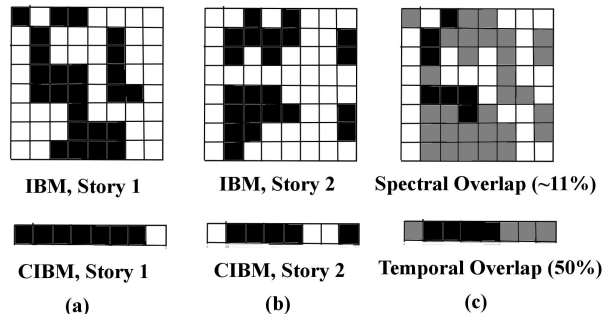 IBM, Story 1 IBM, Story 2 Spectral Overlap (~11%)
CIBM, Story 1 CIBM, Story 2 Temporal Overlap (50%)
(a) (b) (c)